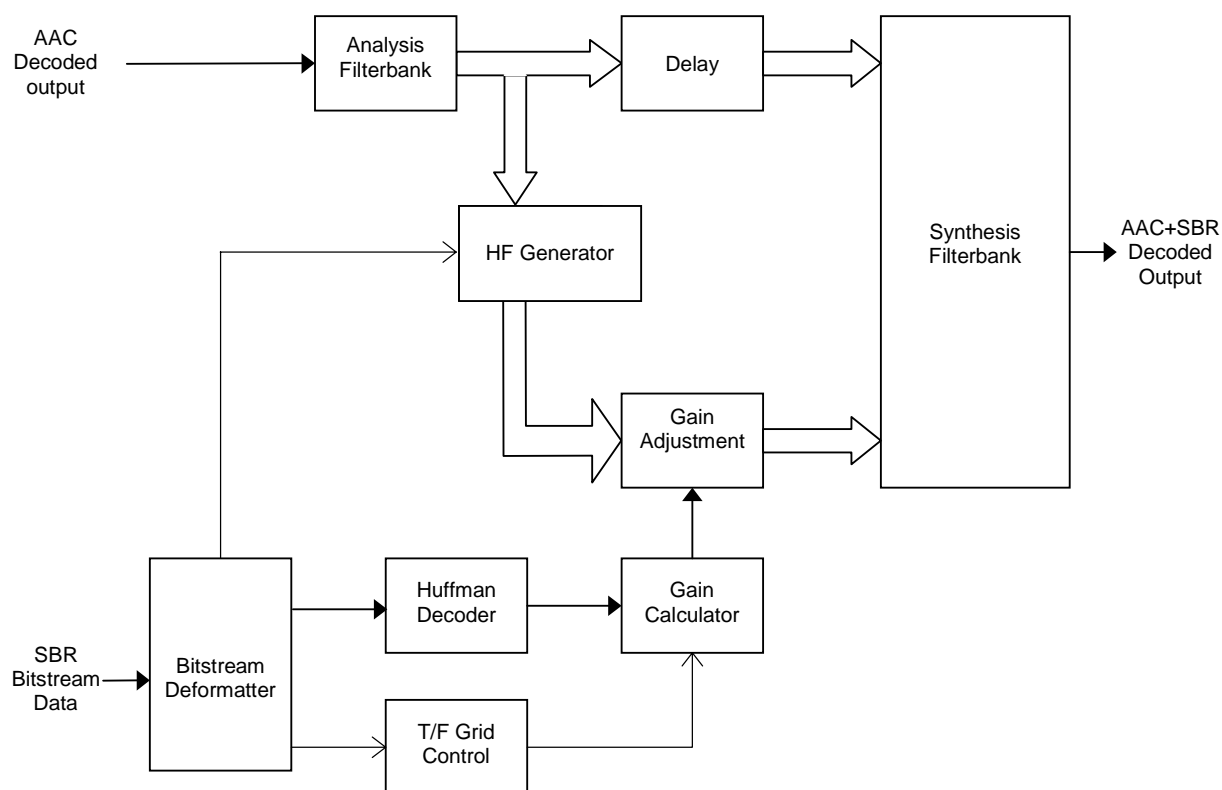 AAC
Decoded
output
Analysis
Filterbank
Delay
HF Generator
Synthesis
Filterbank
AAC+SBR
Decoded
Output
Gain
Adjustment
Huffman
Decoder
Gain
Calculator
SBR
Bitstream
Data
Bitstream
Deformatter
T/F Grid
Control